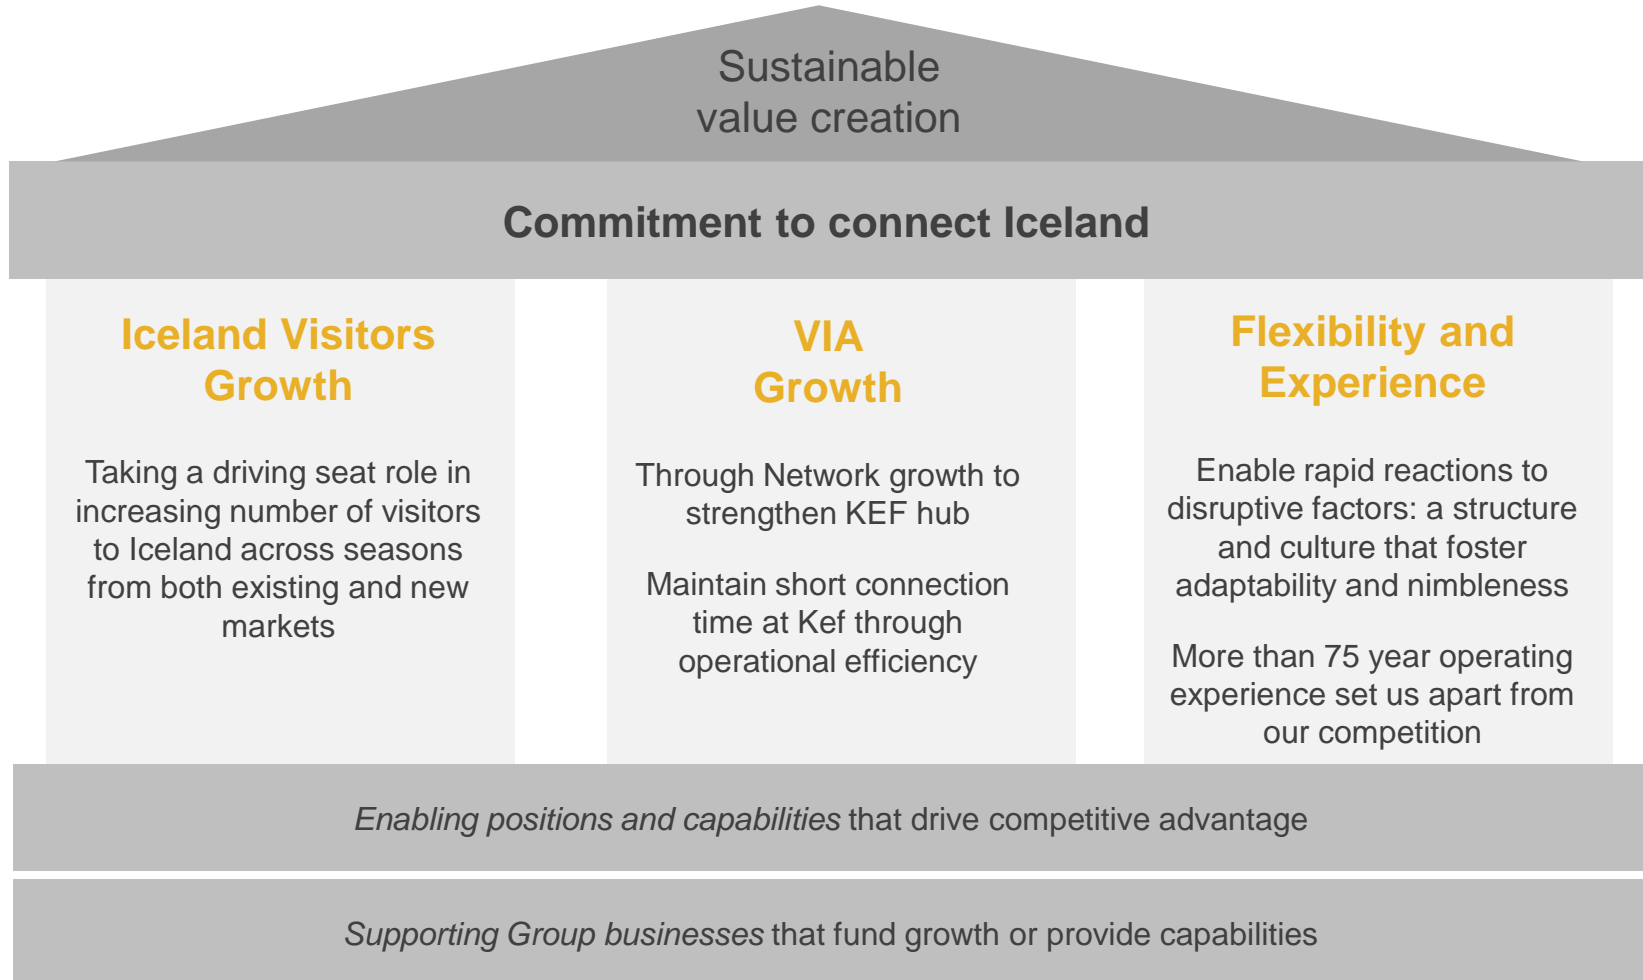 Sustainable
value creation
Commitment to connect Iceland
Iceland Visitors
Growth
Taking a driving seat role in
increasing number of visitors
to Iceland across seasons
from both existing and new
markets
VIA
Growth
Through Network growth to
strengthen KEF hub
Maintain short connection
time at Kef through
operational efficiency
Flexibility and
Experience
Enable rapid reactions to
disruptive factors: a structure
and culture that foster
adaptability and nimbleness
More than 75 year operating
experience set us apart from
our competition
Enabling positions and capabilities that drive competitive advantage
Supporting Group businesses that fund growth or provide capabilities